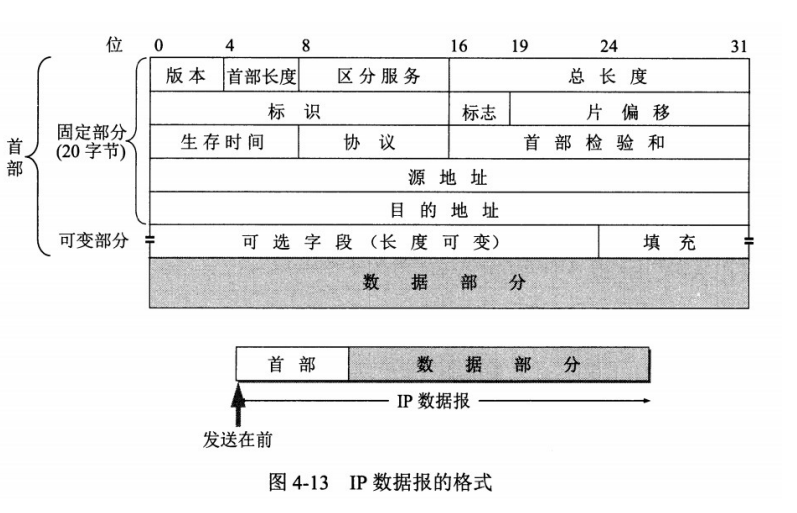 位 0 4 8 16 19 24 31
版本 首部长度 区分服务 总长度
标识 标志 片偏移
固定部分
(20 字节)
首部
生存时间 协议 首部检验和
源地址
目的地址
可变部分 可选字段（长度可变） 填充
数据部分
首部 数据部分
IP 数据报
发送在前
图 4-13 IP 数据报的格式